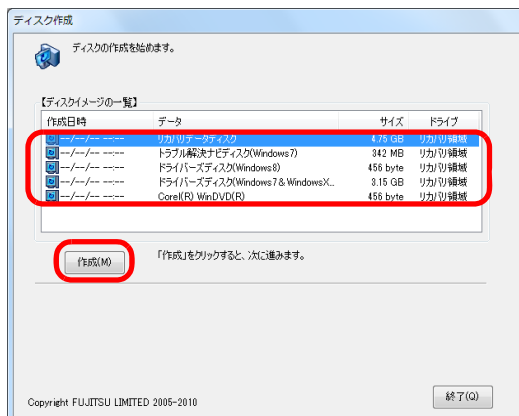 ディスク作成
ディスクの作成を始めます。
【ディスクイメージの一覧】
作成日時 データ サイズ ドライブ
--/--/-- --:-- リカバリデータディスク 4.75 GB リカバリ領域
--/--/-- --:-- トラブル解決ナビディスク(Windows7) 342 MB リカバリ領域
--/--/-- --:-- ドライバーズディスク(Windows8) 456 byte リカバリ領域
--/--/-- --:-- ドライバーズディスク(Windows7 & WindowsX... 3.15 GB リカバリ領域
--/--/-- --:-- Corel(R) WinDVD(R) 456 byte リカバリ領域
作成(M) 「作成」をクリックすると、次に進みます。
Copyright FUJITSU LIMITED 2005-2010 終了(Q)